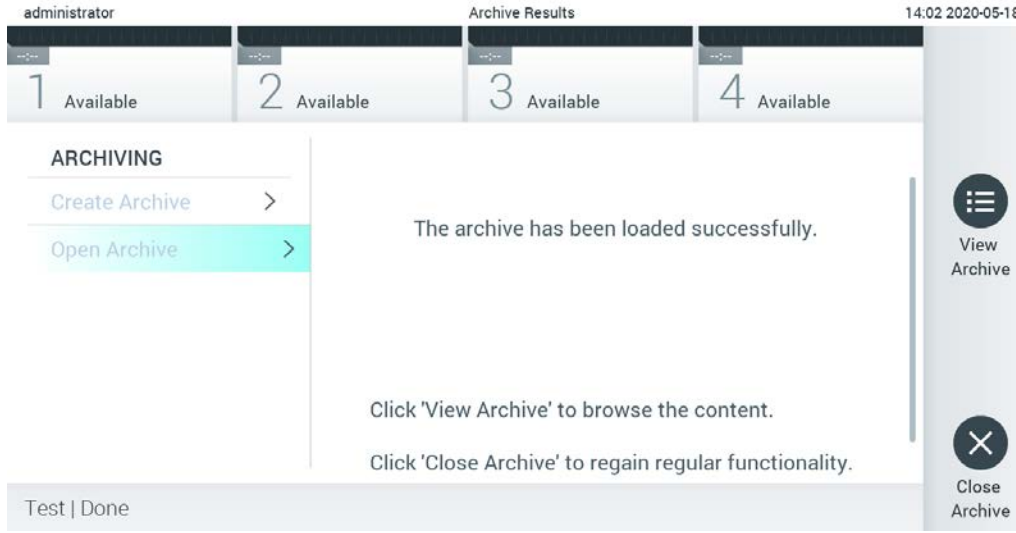 administrator Archive Results 14:02 2020-05-18
--:-- --:-- --:-- --:--
1 Available 2 Available 3 Available 4 Available
ARCHIVING
Create Archive
Open Archive
The archive has been loaded successfully.
Click 'View Archive' to browse the content.
Click 'Close Archive' to regain regular functionality.
View
Archive
Close
Archive
Test | Done